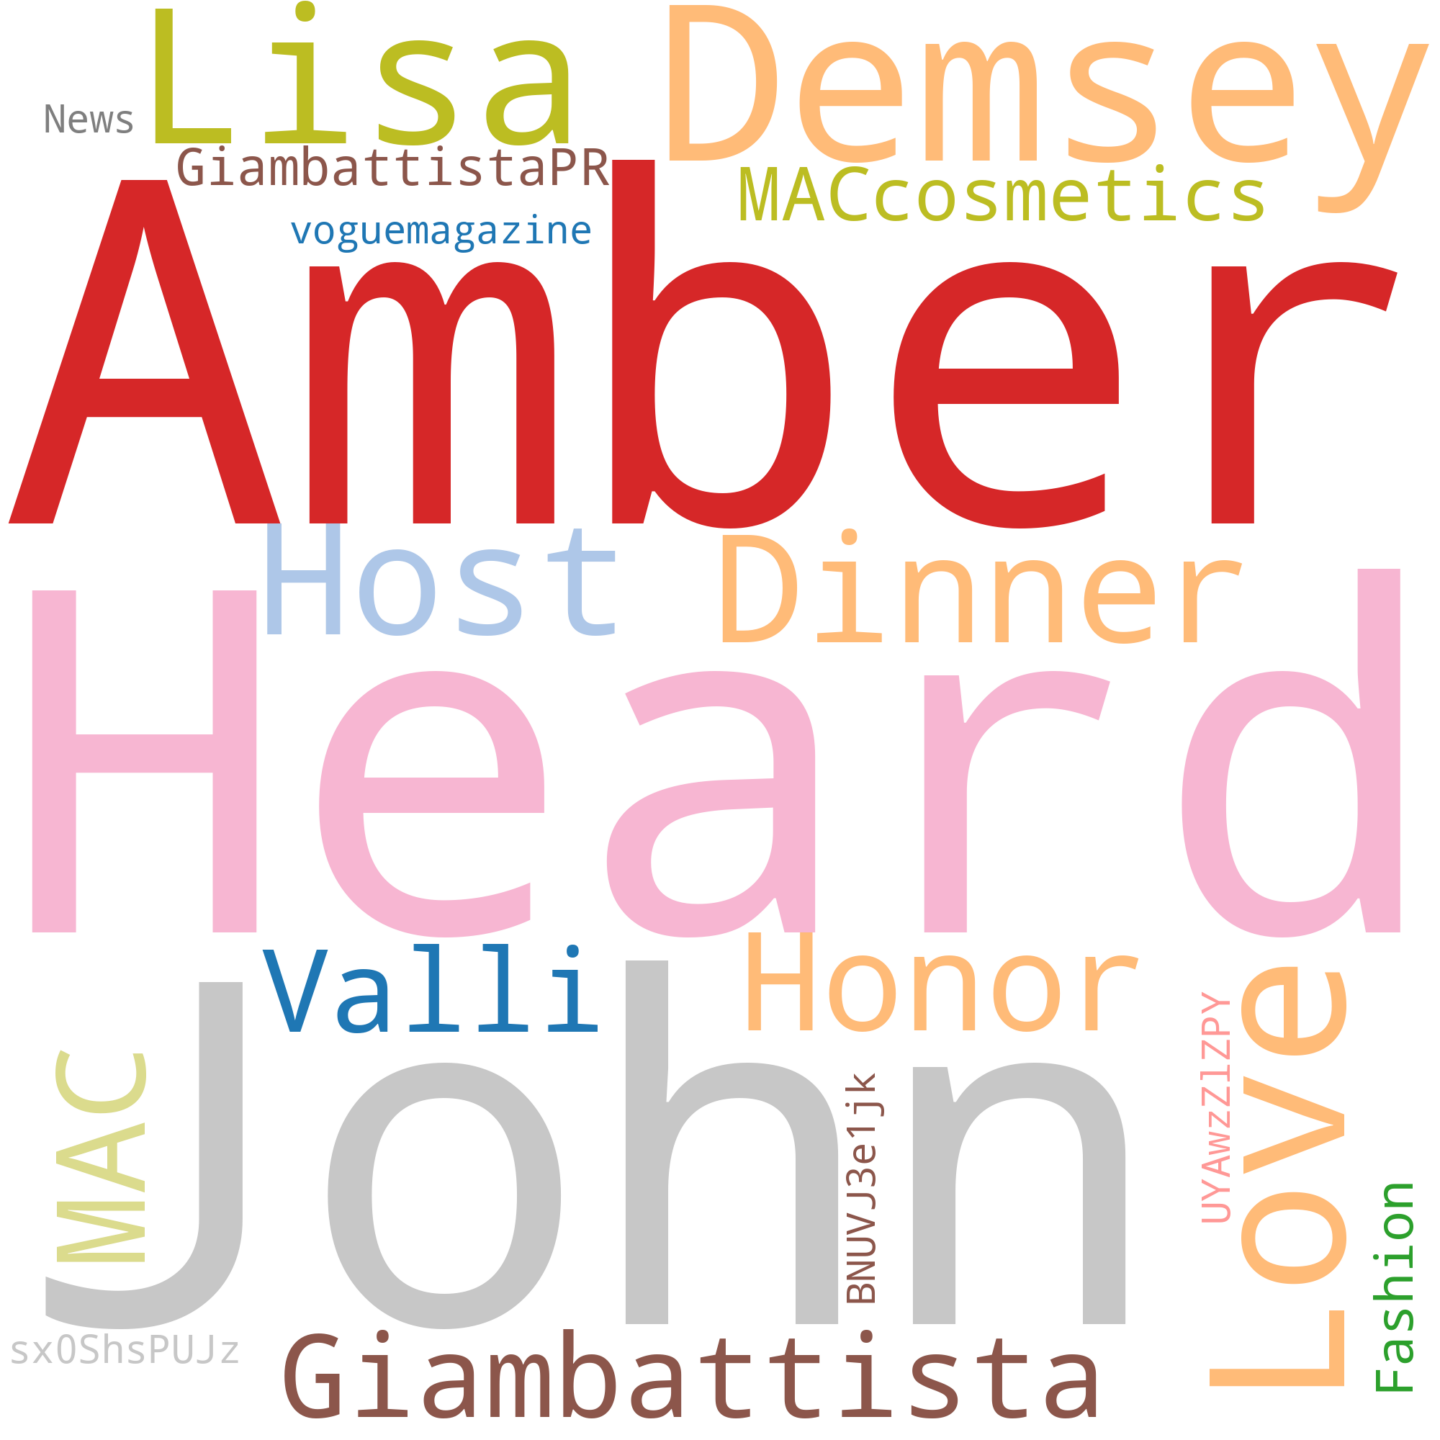 Lisa
Demsey
News
GiambattistaPR
MACcosmetics
voguemagazine
Amber
Host
Dinner
Heard
Valli
Honor
Love
John
MAC
UYAwzZlZPY
BNUVJ3e1jk
Fashion
sx0ShsPUJz
Giambattista